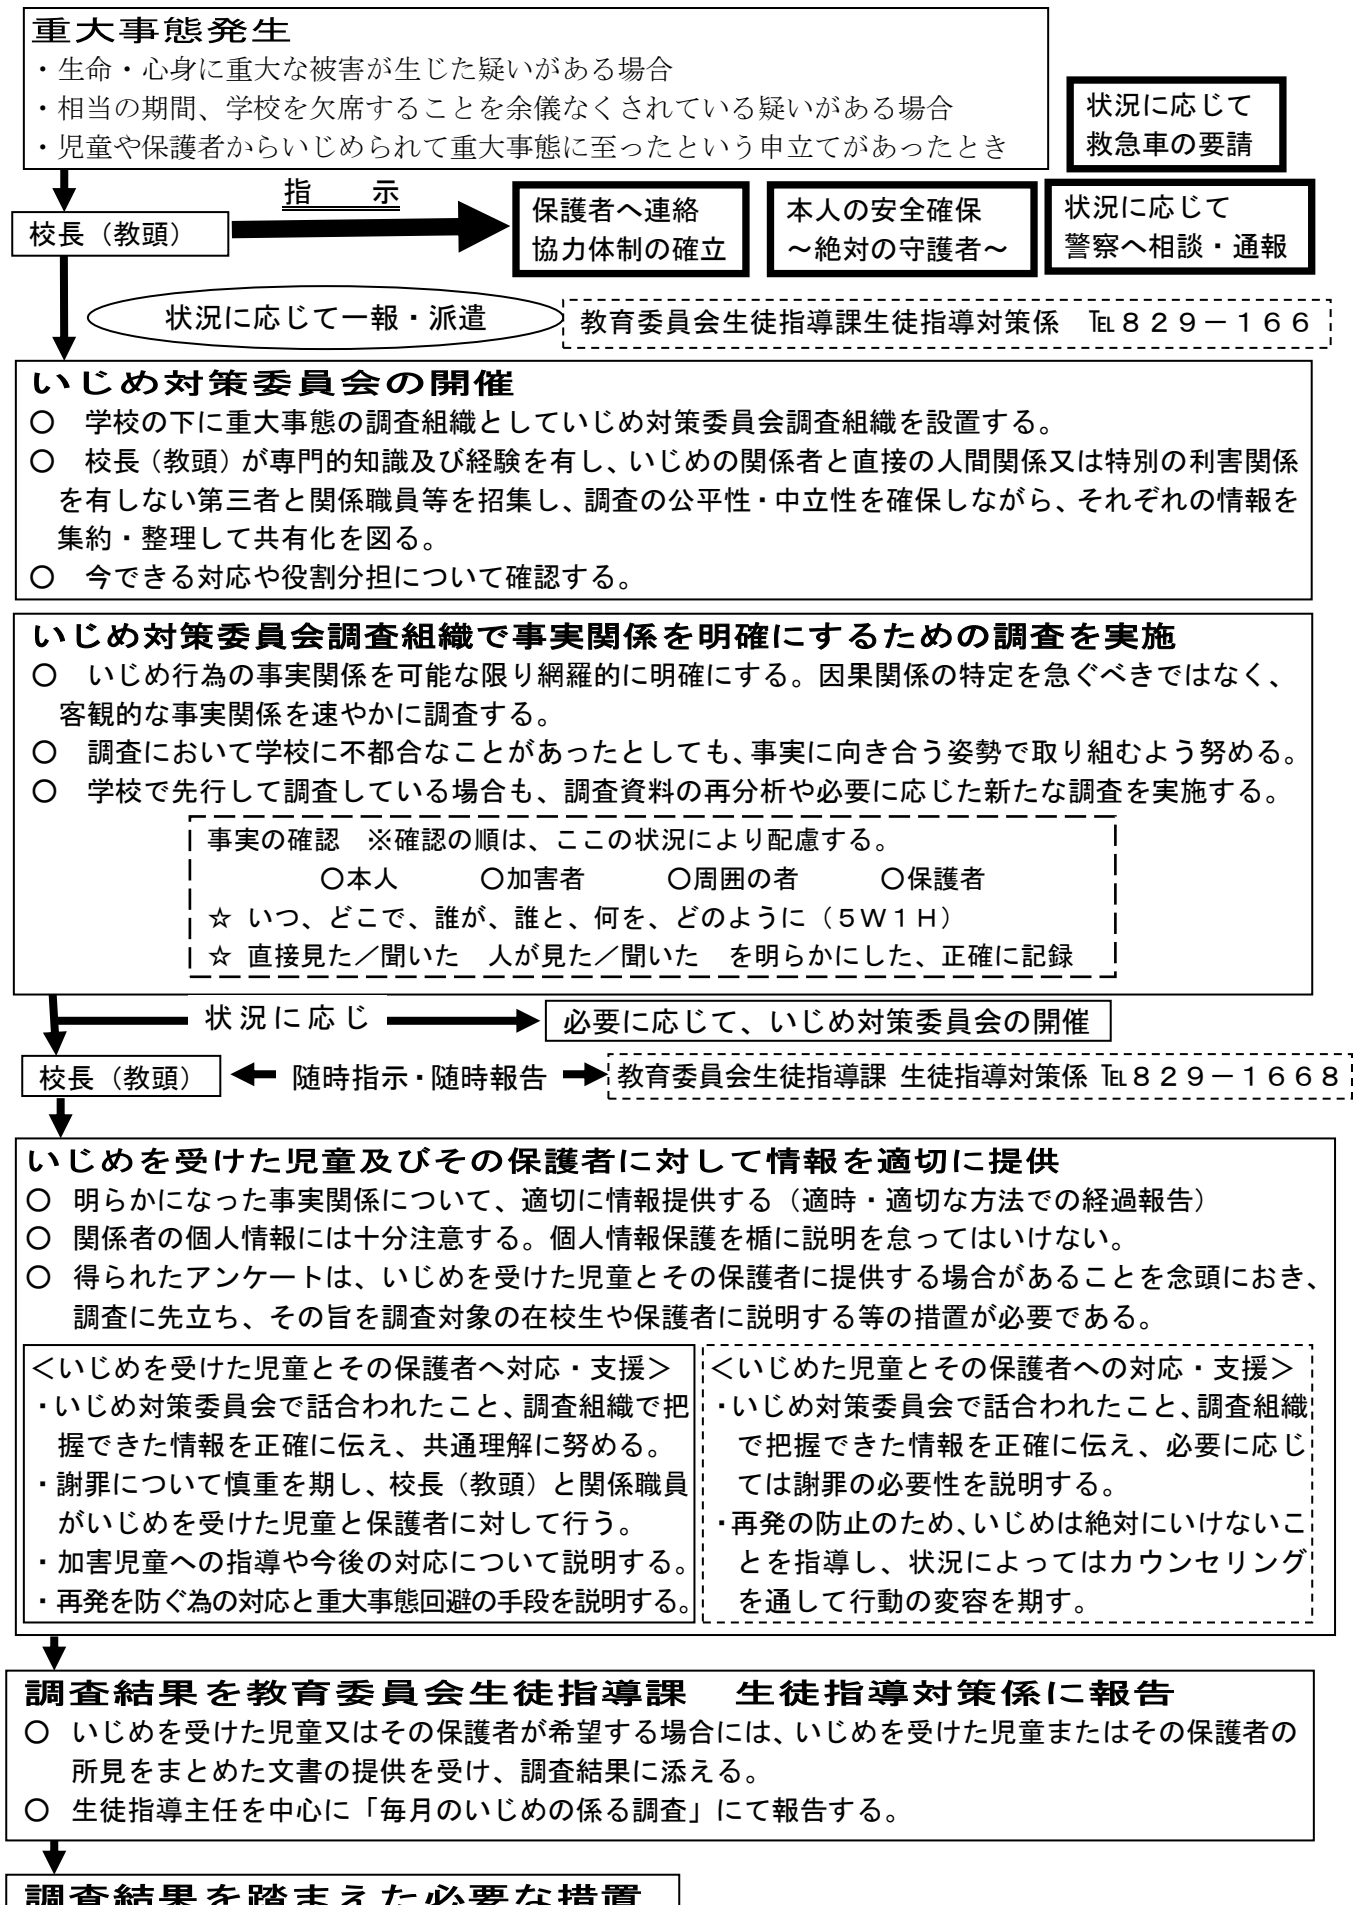 重大事態発生
・生命・心身に重大な被害が生じた疑いがある場合
・相当の期間、学校を欠席することを余儀なくされている疑いがある場合
・児童や保護者からいじめられて重大事態に至ったという申立てがあったとき
状況に応じて
救急車の要請
指　示
校長（教頭）
保護者へ連絡
協力体制の確立
本人の安全確保
～絶対の守護者～
状況に応じて
警察へ相談・通報
状況に応じて一報・派遣
教育委員会生徒指導課生徒指導対策係　℡８２９－１６６
いじめ対策委員会の開催
○　学校の下に重大事態の調査組織としていじめ対策委員会調査組織を設置する。
○　校長（教頭）が専門的知識及び経験を有し、いじめの関係者と直接の人間関係又は特別の利害関係
を有しない第三者と関係職員等を招集し、調査の公平性・中立性を確保しながら、それぞれの情報を
集約・整理して共有化を図る。
○　今できる対応や役割分担について確認する。
いじめ対策委員会調査組織で事実関係を明確にするための調査を実施
○　いじめ行為の事実関係を可能な限り網羅的に明確にする。因果関係の特定を急ぐべきではなく、
客観的な事実関係を速やかに調査する。
○　調査において学校に不都合なことがあったとしても、事実に向き合う姿勢で取り組むよう努める。
○　学校で先行して調査している場合も、調査資料の再分析や必要に応じた新たな調査を実施する。
事実の確認　※確認の順は、ここの状況により配慮する。
○本人　○加害者　○周囲の者　○保護者
☆ いつ、どこで、誰が、誰と、何を、どのように（５Ｗ１Ｈ）
☆ 直接見た／聞いた　人が見た／聞いた　を明らかにした、正確に記録
状況に応じ
必要に応じて、いじめ対策委員会の開催
校長（教頭）
随時指示・随時報告
教育委員会生徒指導課 生徒指導対策係 ℡８２９－１６６８
いじめを受けた児童及びその保護者に対して情報を適切に提供
○　明らかになった事実関係について、適切に情報提供する（適時・適切な方法での経過報告）
○　関係者の個人情報には十分注意する。個人情報保護を楯に説明を怠ってはいけない。
○　得られたアンケートは、いじめを受けた児童とその保護者に提供する場合があることを念頭におき、
調査に先立ち、その旨を調査対象の在校生や保護者に説明する等の措置が必要である。
＜いじめを受けた児童とその保護者へ対応・支援＞
・いじめ対策委員会で話合われたこと、調査組織で把
握できた情報を正確に伝え、共通理解に努める。
・謝罪について慎重を期し、校長（教頭）と関係職員
がいじめを受けた児童と保護者に対して行う。
・加害児童への指導や今後の対応について説明する。
・再発を防ぐ為の対応と重大事態回避の手段を説明する。
＜いじめた児童とその保護者への対応・支援＞
・いじめ対策委員会で話合われたこと、調査組織
で把握できた情報を正確に伝え、必要に応じ
ては謝罪の必要性を説明する。
・再発の防止のため、いじめは絶対にいけないこ
とを指導し、状況によってはカウンセリング
を通して行動の変容を期す。
調査結果を教育委員会生徒指導課　生徒指導対策係に報告
○　いじめを受けた児童又はその保護者が希望する場合には、いじめを受けた児童またはその保護者の
所見をまとめた文書の提供を受け、調査結果に添える。
○　生徒指導主任を中心に「毎月のいじめの係る調査」にて報告する。
調査結果を踏まえた必要な措置